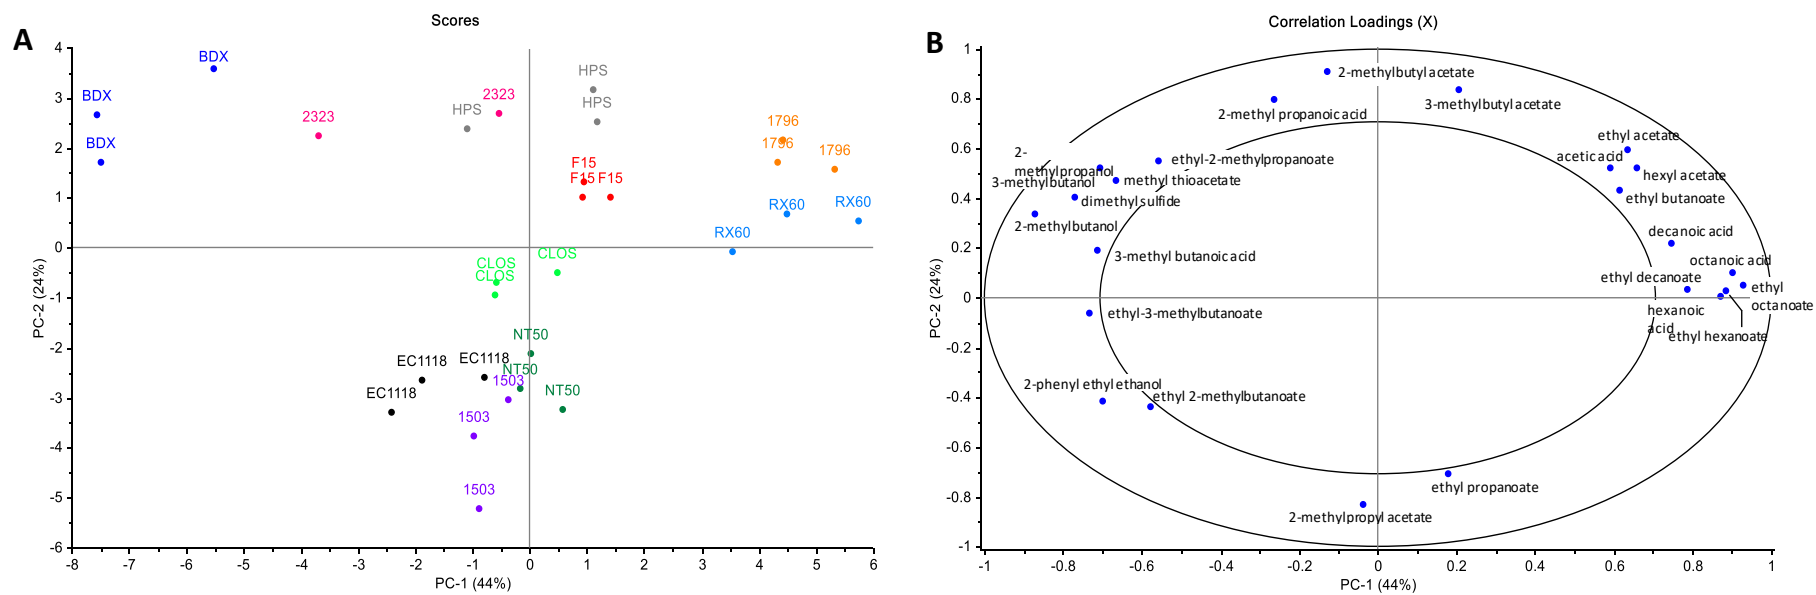 Scores
A
4
3
2
1
0
-1
-2
-3
-4
-5
-6
PC-2 (24%)
BDX
BDX
BDX
2323
2323
HPS
HPS
HPS
1796
1796
1796
F15
F15
F15
RX60
RX60
RX60
CLOS
CLOS
CLOS
NT50
NT50
NT50
EC1118
EC1118
EC1118
1503
1503
1503
-8
-7
-6
-5
-4
-3
-2
-1
0
1
2
3
4
5
6
PC-1 (44%)
Correlation Loadings (X)
B
1
0.8
0.6
0.4
0.2
0
-0.2
-0.4
-0.6
-0.8
-1
PC-2 (24%)
2-methylbutyl acetate
3-methylbutyl acetate
2-methyl propanoic acid
ethyl acetate
acetic acid
hexyl acetate
ethyl butanoate
2-
methylpropanol
ethyl-2-methylpropanoate
3-methylbutanol
methyl thioacetate
dimethyl sulfide
2-methylbutanol
3-methyl butanoic acid
decanoic acid
octanoic acid
ethyl decanoate
ethyl
octanoate
hexanoic
acid
ethyl hexanoate
ethyl-3-methylbutanoate
2-phenyl ethyl ethanol
ethyl 2-methylbutanoate
ethyl propanoate
2-methylpropyl acetate
-1
-0.8
-0.6
-0.4
-0.2
0
0.2
0.4
0.6
0.8
1
PC-1 (44%)